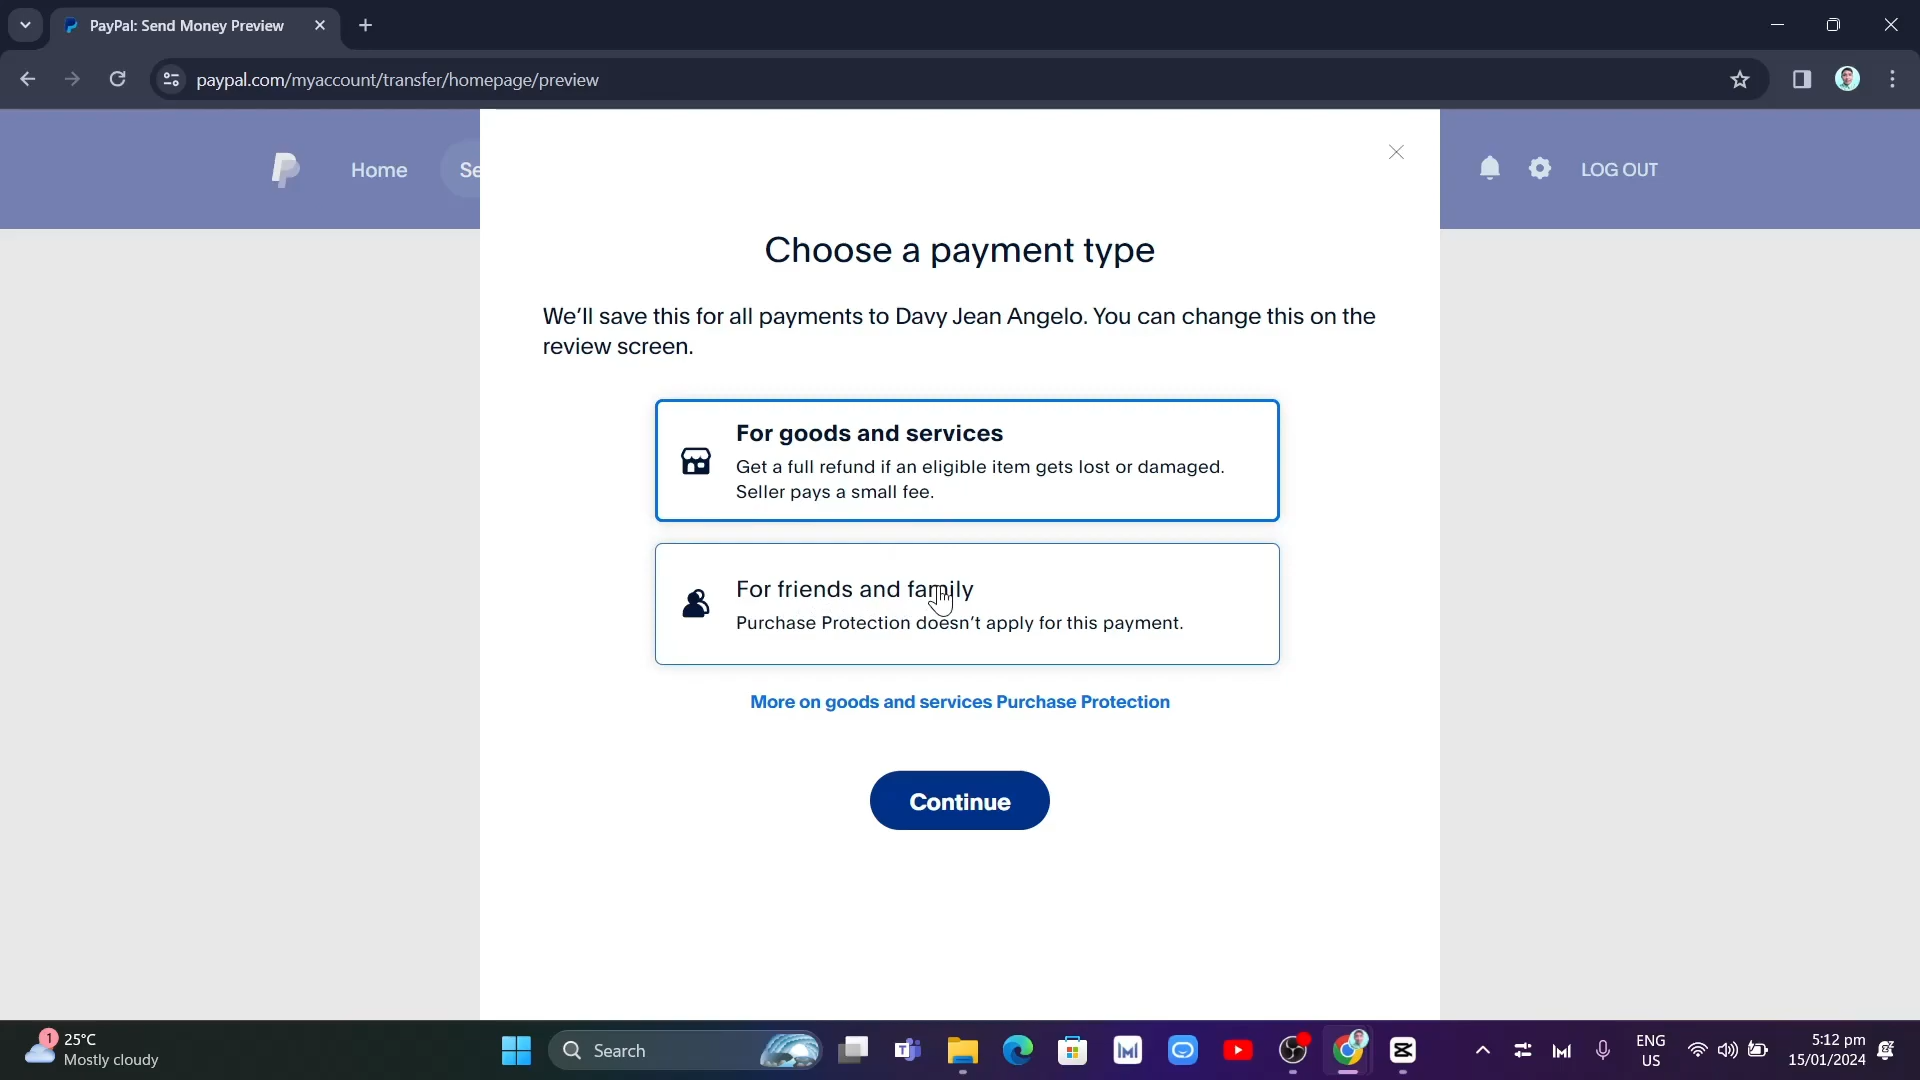 PayPal: Send Money Preview
paypal.com/myaccount/transfer/homepage/preview
Home
Se
LOG OUT
Choose a payment type
We'll save this for all payments to Davy Jean Angelo. You can change this on the
review screen.
For goods and services
Get a full refund if an eligible item gets lost or damaged.
Seller pays a small fee.
For friends and family
Purchase Protection doesn't apply for this payment.
More on goods and services Purchase Protection
Continue
1
25°C
Mostly cloudy
Search
ENG
US
5:12 pm
15/01/2024